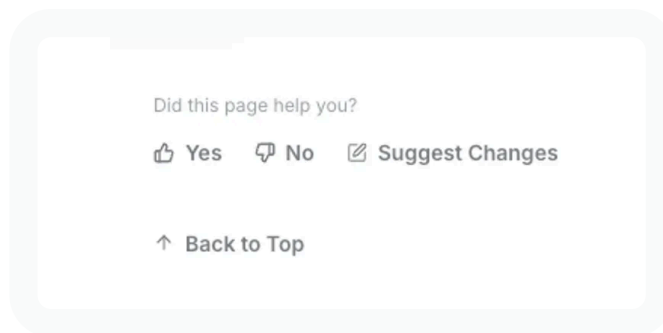 Did this page help you?
Yes No Suggest Changes
Back to Top